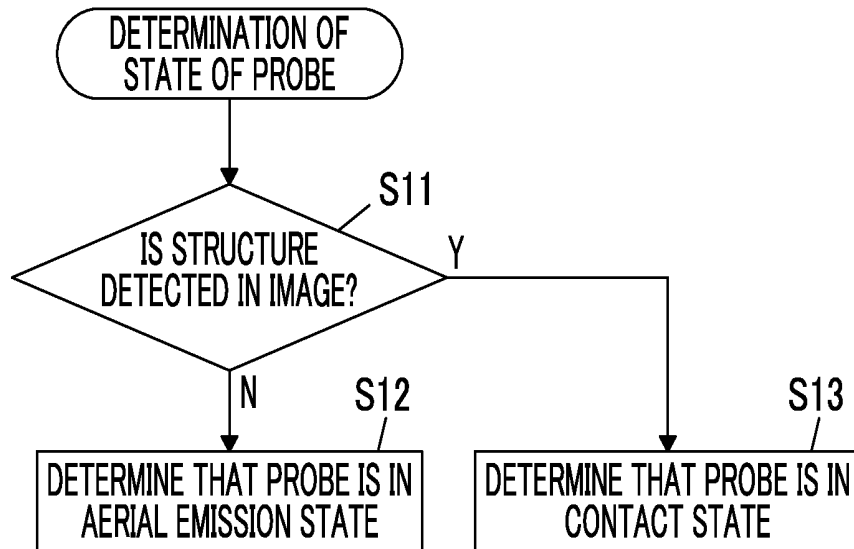 DETERMINATION OF
STATE OF PROBE
S11
IS STRUCTURE
DETECTED IN IMAGE?
Y
N
S12
S13
DETERMINE THAT PROBE IS IN
AERIAL EMISSION STATE
DETERMINE THAT PROBE IS IN
CONTACT STATE